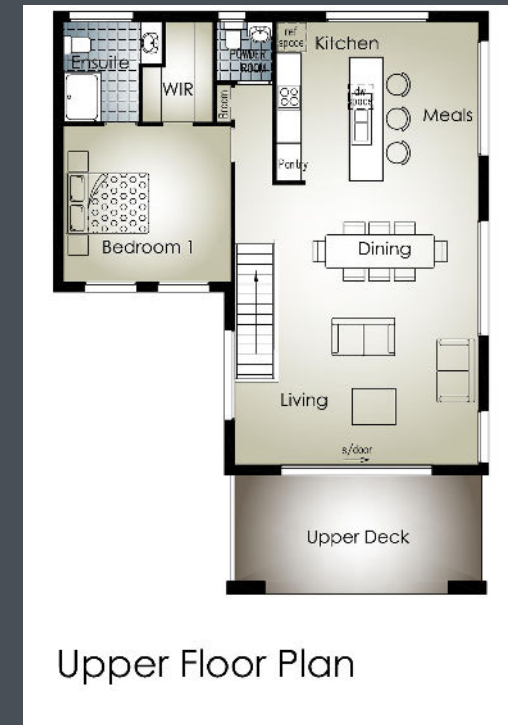 ref
space
Kitchen
Ensuite
POWDER
ROOM
WIR
Broom
dw
space
Meals
Pantry
Bedroom 1
Dining
Living
s/door
Upper Deck
Upper Floor Plan